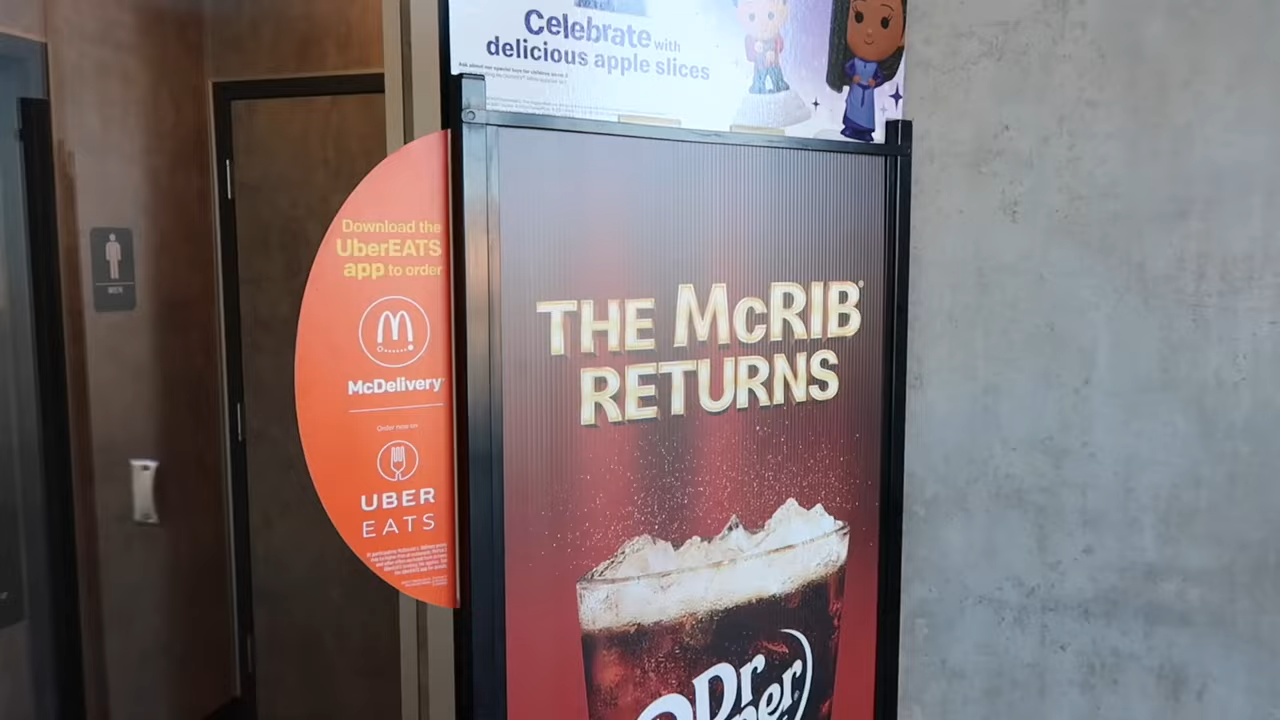 Celebrate with
delicious apple slices
Download the
UberEATS
app to order
McDelivery
Order now on
UBER
EATS
MEN
THE McRIB®
RETURNS
Dr